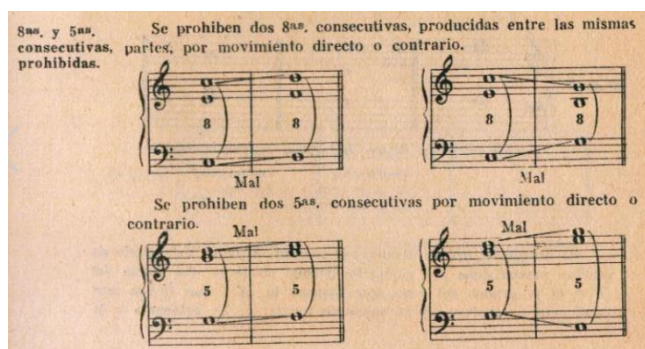 8ªˢ. y 5ªˢ. consecutivas, prohibidas.
Se prohiben dos 8ªˢ. consecutivas, producidas entre las mismas
partes, por movimiento directo o contrario.
8 8 8 8
Mal Mal
Se prohiben dos 5ªˢ. consecutivas por movimiento directo o
contrario.
Mal Mal
5 5 5 5